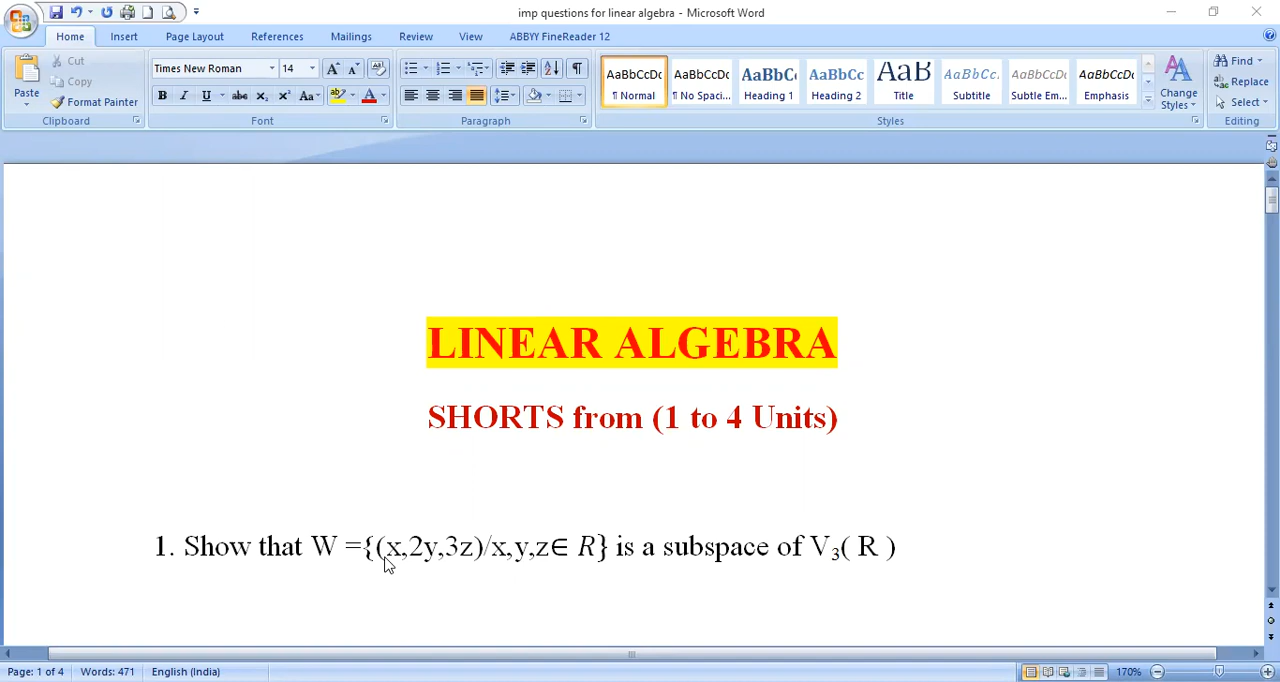 imp questions for linear algebra - Microsoft Word
Home Insert Page Layout References Mailings Review View ABBYY FineReader 12
Paste Cut Copy Format Painter
Times New Roman 14
AaBbCcDc AaBbCcDc AaBbC AaBbCc AaB AaBbCc AaBbCcDc AaBbCcDc
¶ Normal ¶ No Spaci... Heading 1 Heading 2 Title Subtitle Subtle Em... Emphasis
Change Styles
Find Replace Select
Clipboard Font Paragraph Styles Editing
LINEAR ALGEBRA
SHORTS from (1 to 4 Units)
1. Show that W ={(x,2y,3z)/x,y,z∈ R} is a subspace of V₃( R )
Page: 1 of 4 Words: 471 English (India) 170%